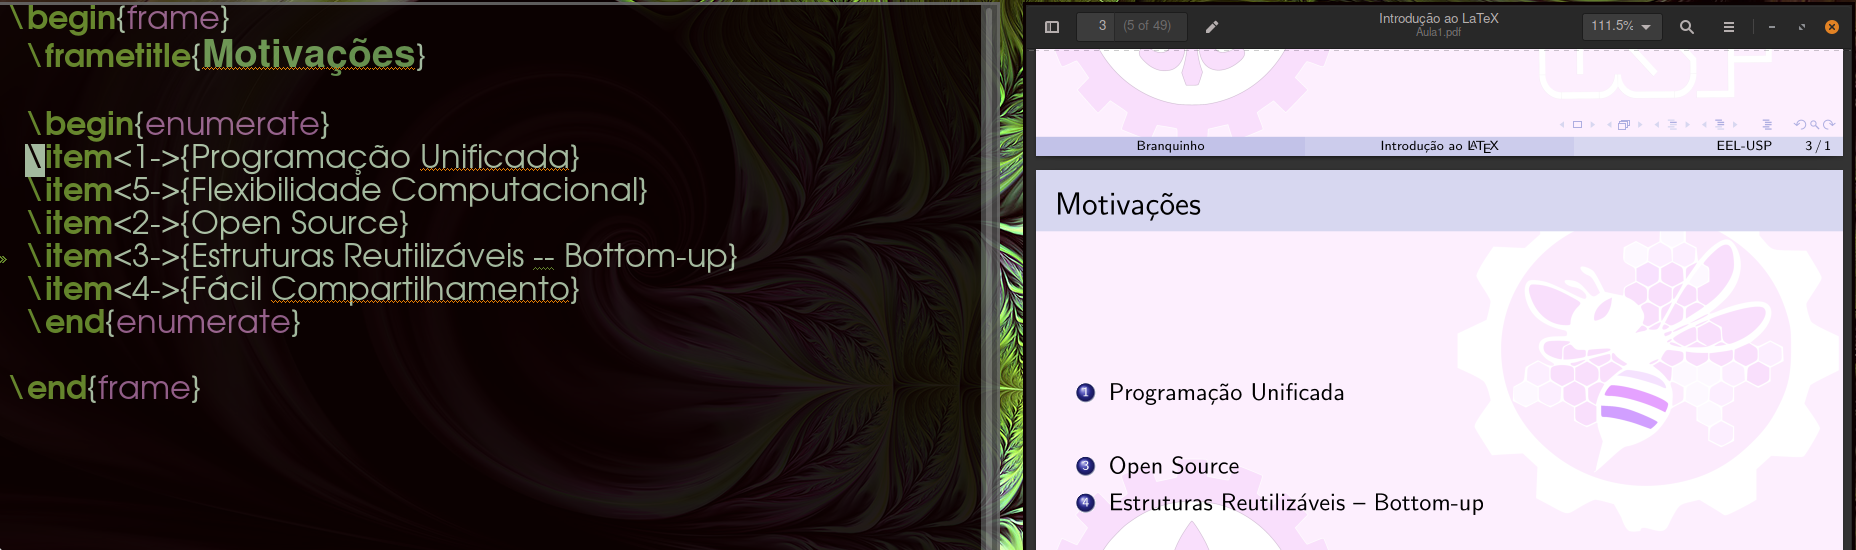 \begin{frame}
\frametitle{Motivações}
\begin{enumerate}
\item<1->{Programação Unificada}
\item<5->{Flexibilidade Computacional}
\item<2->{Open Source}
\item<3->{Estruturas Reutilizáveis -- Bottom-up}
\item<4->{Fácil Compartilhamento}
\end{enumerate}
\end{frame}
3 (5 of 49)
Introdução ao LaTeX
Aula1.pdf
111.5%
Branquinho Introdução ao LATEX EEL-USP 3 / 1
Motivações
1 Programação Unificada
3 Open Source
4 Estruturas Reutilizáveis – Bottom-up